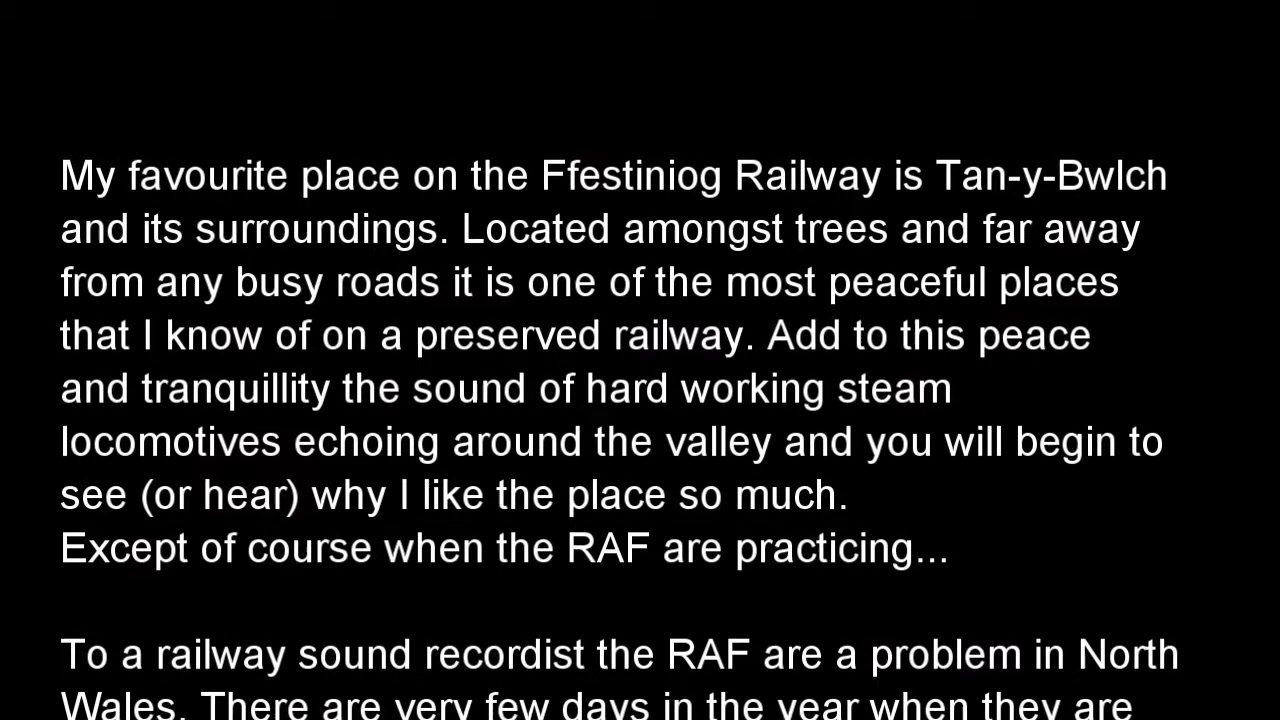 My favourite place on the Ffestiniog Railway is Tan-y-Bwlch
and its surroundings. Located amongst trees and far away
from any busy roads it is one of the most peaceful places
that I know of on a preserved railway. Add to this peace
and tranquillity the sound of hard working steam
locomotives echoing around the valley and you will begin to
see (or hear) why I like the place so much.
Except of course when the RAF are practicing...
To a railway sound recordist the RAF are a problem in North
Wales. There are very few days in the year when they are